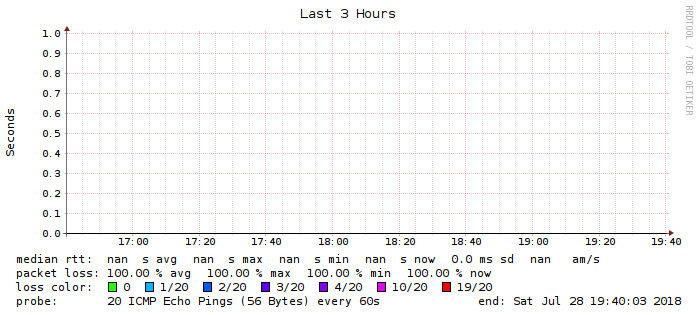 Last 3 Hours
RRDTOOL / TOBI OETIKER
Seconds
1.0
0.9
0.8
0.7
0.6
0.5
0.4
0.3
0.2
0.1
0.0
17:00 17:20 17:40 18:00 18:20 18:40 19:00 19:20 19:40
median rtt: nan s avg nan s max nan s min nan s now 0.0 ms sd nan am/s
packet loss: 100.00 % avg 100.00 % max 100.00 % min 100.00 % now
loss color: 0 1/20 2/20 3/20 4/20 10/20 19/20
probe: 20 ICMP Echo Pings (56 Bytes) every 60s end: Sat Jul 28 19:40:03 2018